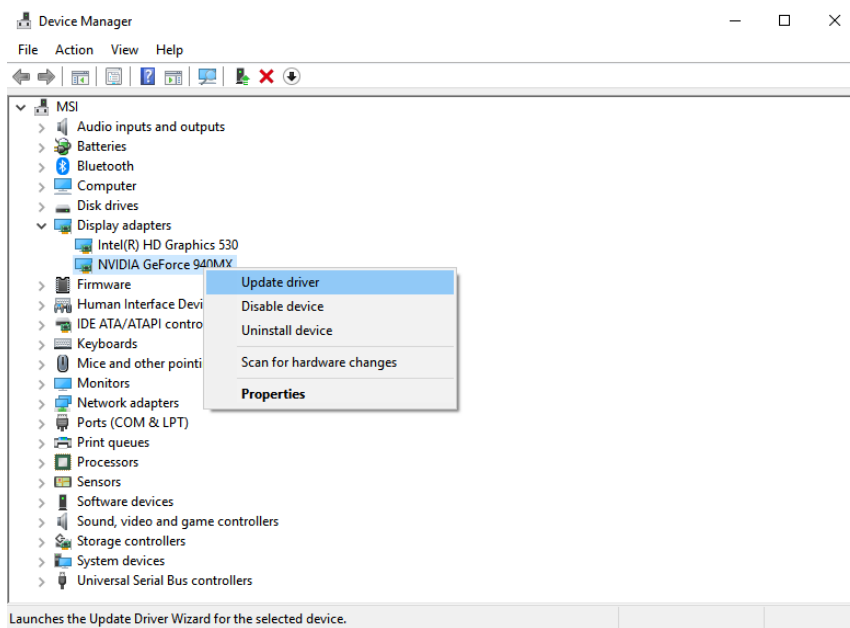 Device Manager
File Action View Help
MSI
Audio inputs and outputs
Batteries
Bluetooth
Computer
Disk drives
Display adapters
Intel(R) HD Graphics 530
NVIDIA GeForce 940MX
Firmware
Human Interface Devi
IDE ATA/ATAPI contro
Keyboards
Mice and other pointi
Monitors
Network adapters
Ports (COM & LPT)
Print queues
Processors
Sensors
Software devices
Sound, video and game controllers
Storage controllers
System devices
Universal Serial Bus controllers
Update driver
Disable device
Uninstall device
Scan for hardware changes
Properties
Launches the Update Driver Wizard for the selected device.